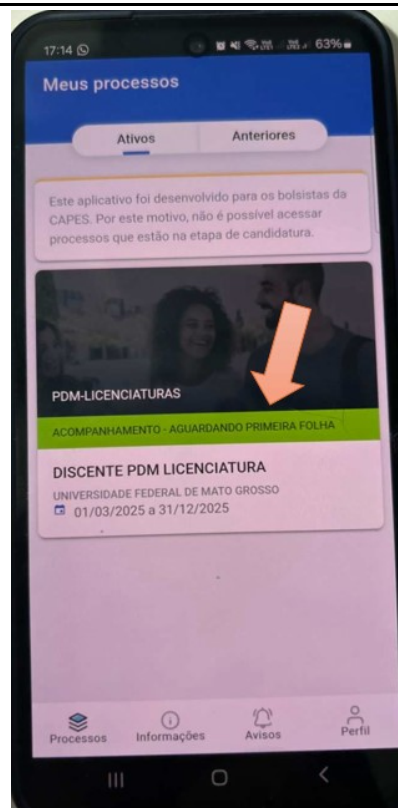 17:14
63%
Meus processos
Ativos
Anteriores
Este aplicativo foi desenvolvido para os bolsistas da
CAPES. Por este motivo, não é possível acessar
processos que estão na etapa de candidatura.
PDM-LICENCIATURAS
ACOMPANHAMENTO - AGUARDANDO PRIMEIRA FOLHA
DISCENTE PDM LICENCIATURA
UNIVERSIDADE FEDERAL DE MATO GROSSO
01/03/2025 a 31/12/2025
Processos
Informações
Avisos
Perfil